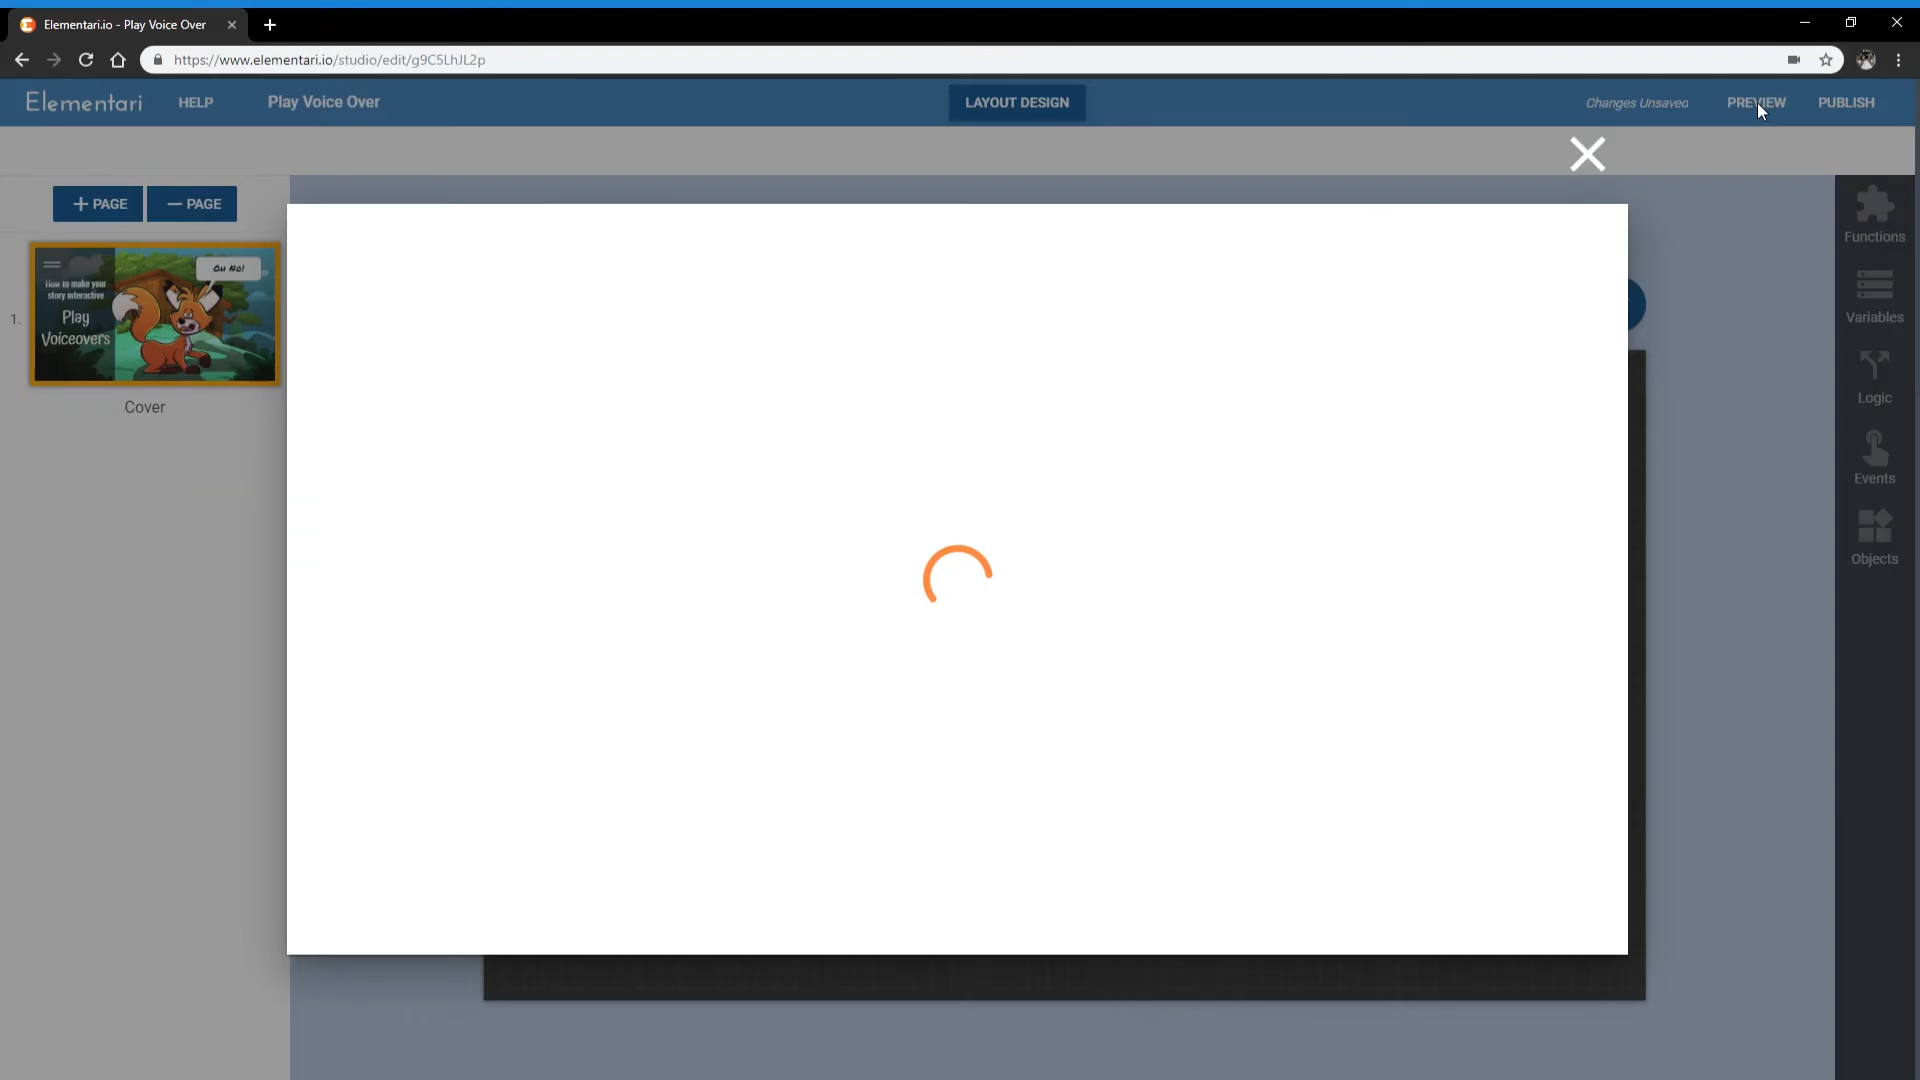 Elementari.io - Play Voice Over
https://www.elementari.io/studio/edit/g9C5LhJL2p
Elementari
HELP
Play Voice Over
LAYOUT DESIGN
Changes Unsaved
PREVIEW
PUBLISH
+ PAGE
— PAGE
1.
How to make your
story interactive
Play
Voiceovers
Oh No!
Cover
Functions
Variables
Logic
Events
Objects